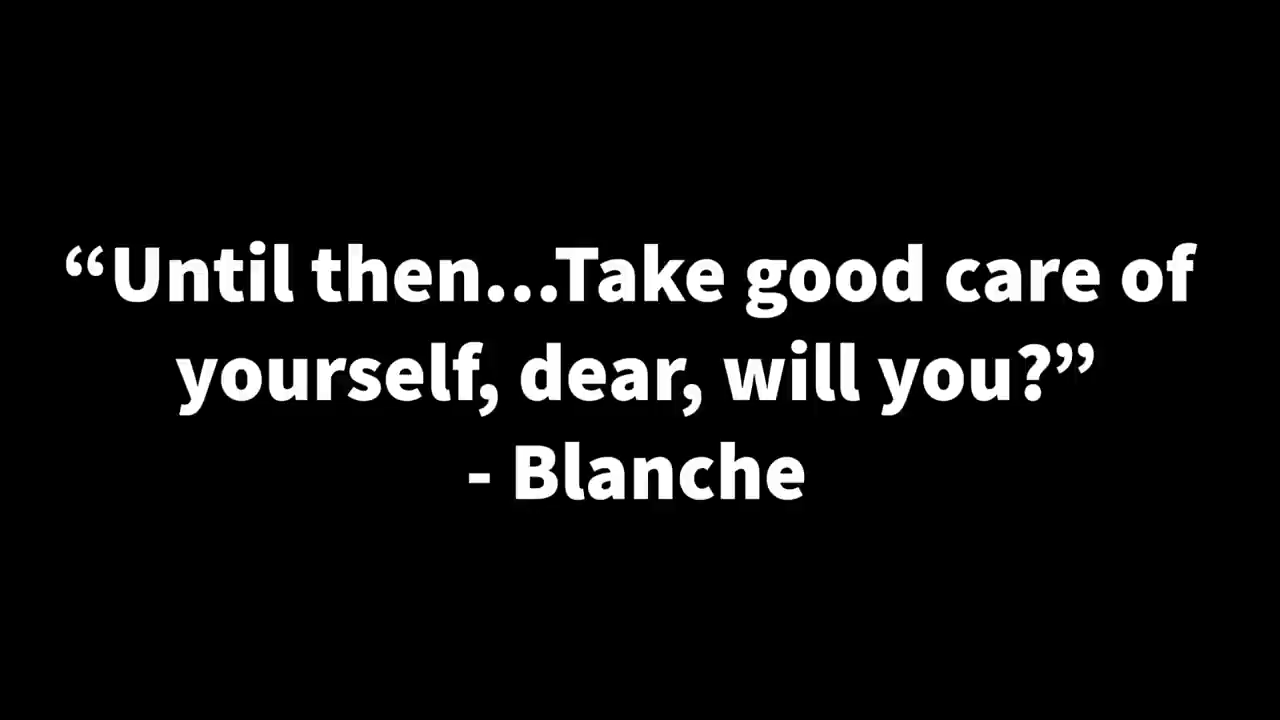 “Until then...Take good care of
yourself, dear, will you?”
- Blanche